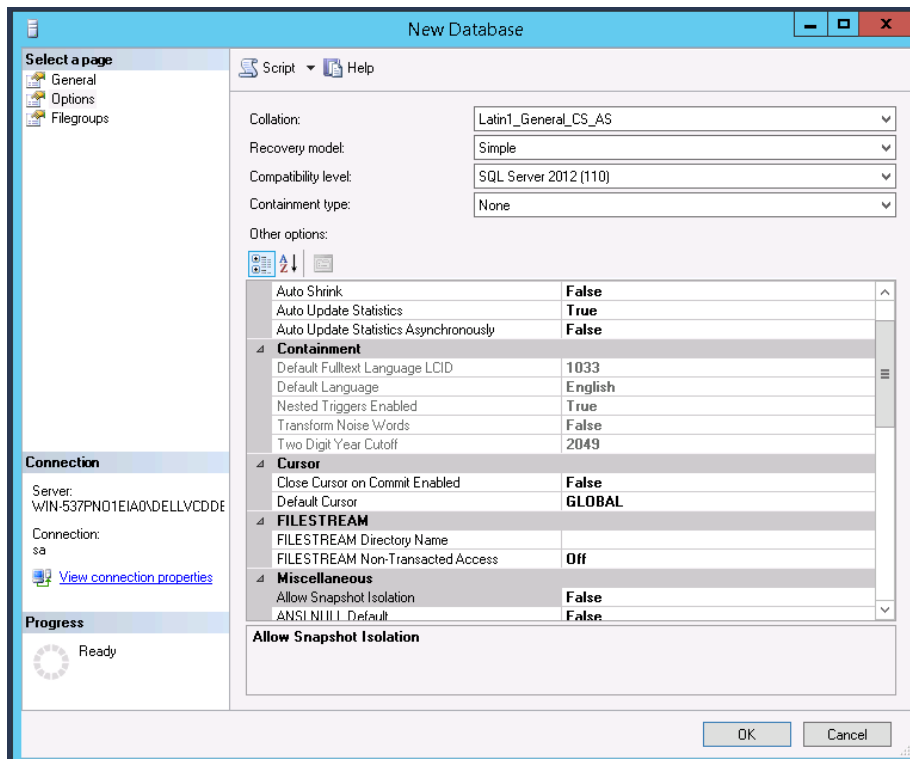 New Database
Select a page
General
Options
Filegroups
Script
Help
Collation:
Latin1_General_CS_AS
Recovery model:
Simple
Compatibility level:
SQL Server 2012 (110)
Containment type:
None
Other options:
Auto Shrink False
Auto Update Statistics True
Auto Update Statistics Asynchronously False
Containment
Default Fulltext Language LCID 1033
Default Language English
Nested Triggers Enabled True
Transform Noise Words False
Two Digit Year Cutoff 2049
Cursor
Close Cursor on Commit Enabled False
Default Cursor GLOBAL
FILESTREAM
FILESTREAM Directory Name
FILESTREAM Non-Transacted Access Off
Miscellaneous
Allow Snapshot Isolation False
ANSI NULL Default False
Allow Snapshot Isolation
Connection
Server:
WIN-537PNO1EIA0\DELLVCDDE
Connection:
sa
View connection properties
Progress
Ready
OK
Cancel